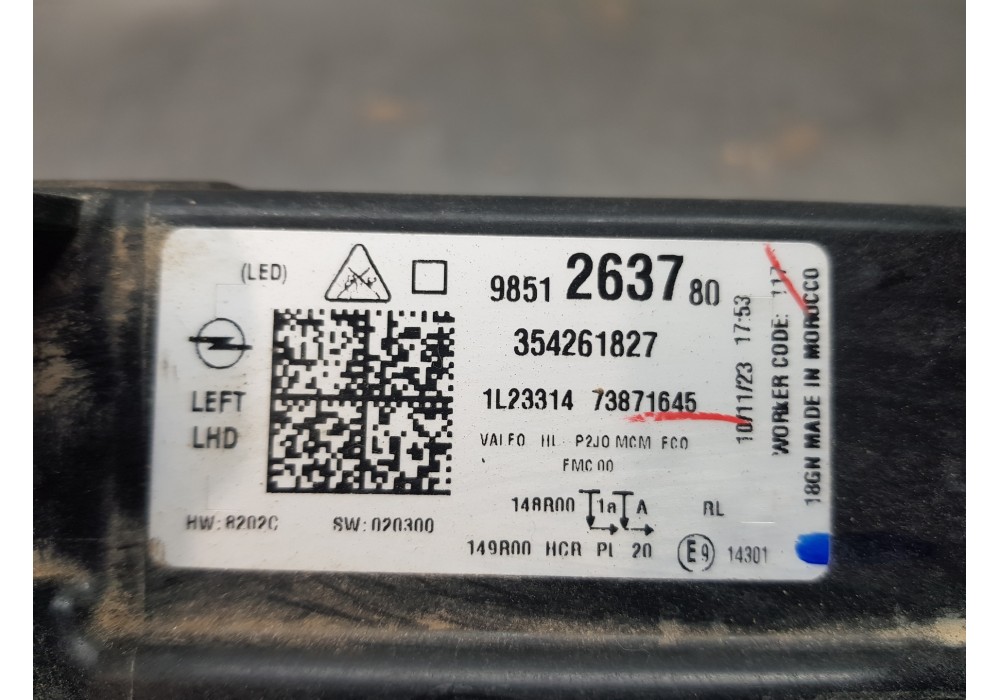 (LED)
98512637 80
354261827
LEFT
LHD
1L23314 73871645
VALEO HL P2JO MCM ECO
FMC 00
148R00 1a A RL
HW: 8202C SW: 020300
149R00 HCR PL 20 E9 14301
10/11/23 17:53
WORKER CODE: 117
18GN MADE IN MOROCCO